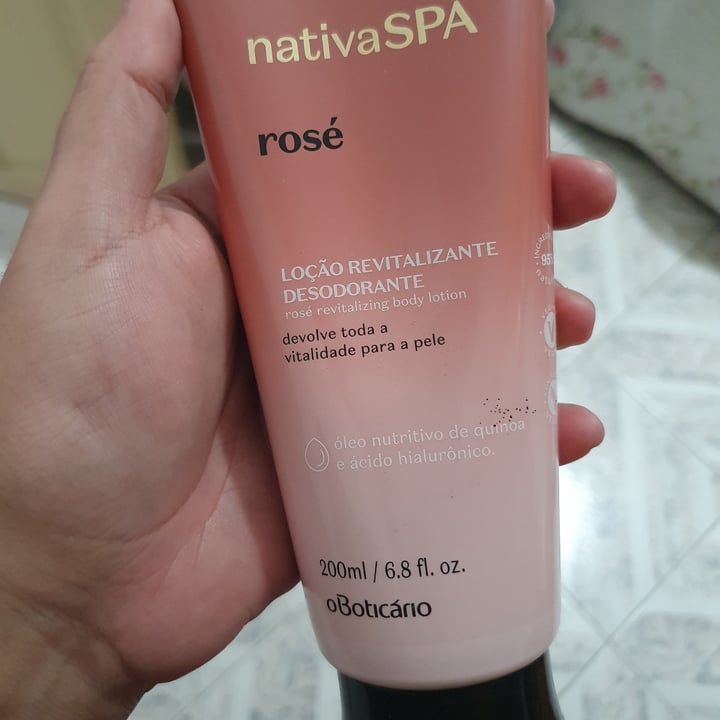 nativaSPA
rosé
LOÇÃO REVITALIZANTE
DESODORANTE
rosé revitalizing body lotion
devolve toda a
vitalidade para a pele
óleo nutritivo de quinoa
e ácido hialurônico.
200ml / 6.8 fl. oz.
oBoticário